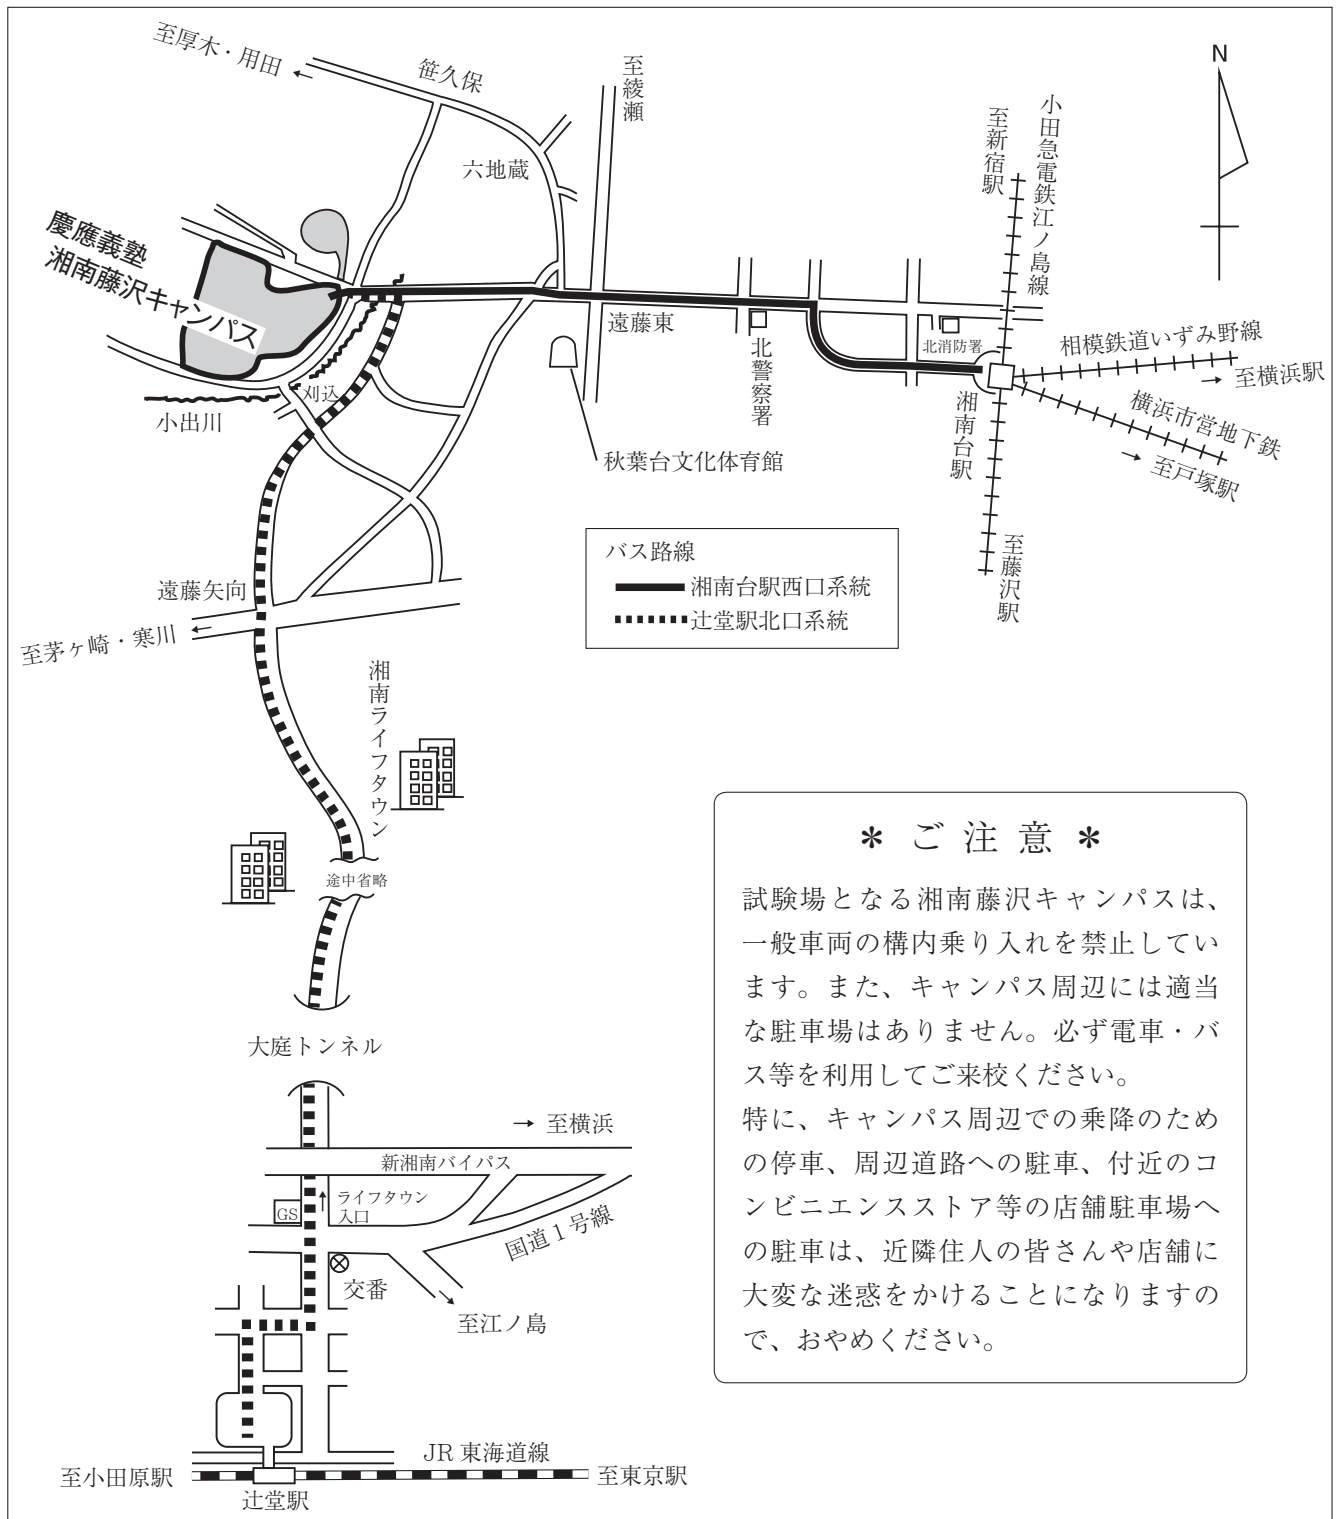 至厚木・用田
笹久保
至綾瀬
N
小田急電鉄江ノ島線
至新宿駅
六地蔵
慶應義塾
湘南藤沢キャンパス
遠藤東
北警察署
北消防署
相模鉄道いずみ野線
至横浜駅
横浜市営地下鉄
至戸塚駅
湘南台駅
刈込
小出川
秋葉台文化体育館
至藤沢駅
バス路線
湘南台駅西口系統
辻堂駅北口系統
遠藤矢向
至茅ヶ崎・寒川
湘南ライフタウン
途中省略
大庭トンネル
至横浜
新湘南バイパス
GS
ライフタウン
入口
国道1号線
交番
至江ノ島
JR 東海道線
至小田原駅
至東京駅
辻堂駅
＊ ご 注 意 ＊
試験場となる湘南藤沢キャンパスは、
一般車両の構内乗り入れを禁止してい
ます。また、キャンパス周辺には適当
な駐車場はありません。必ず電車・バ
ス等を利用してご来校ください。
特に、キャンパス周辺での乗降のため
の停車、周辺道路への駐車、付近のコ
ンビニエンスストア等の店舗駐車場へ
の駐車は、近隣住人の皆さんや店舗に
大変な迷惑をかけることになりますの
で、おやめください。